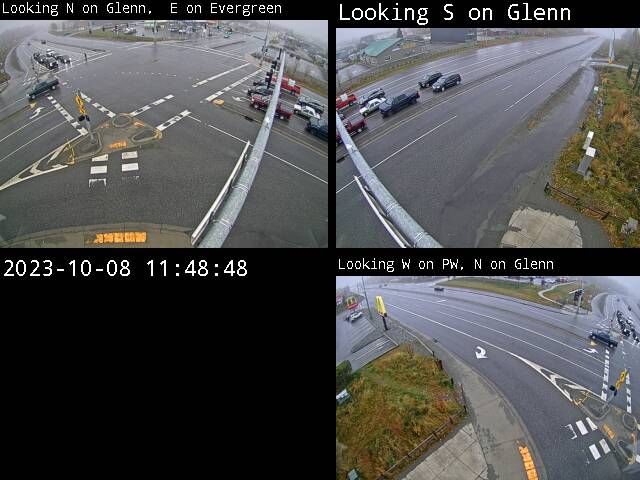 Looking N on Glenn, E on Evergreen
Looking S on Glenn
2023-10-08 11:48:48
Looking W on PW, N on Glenn